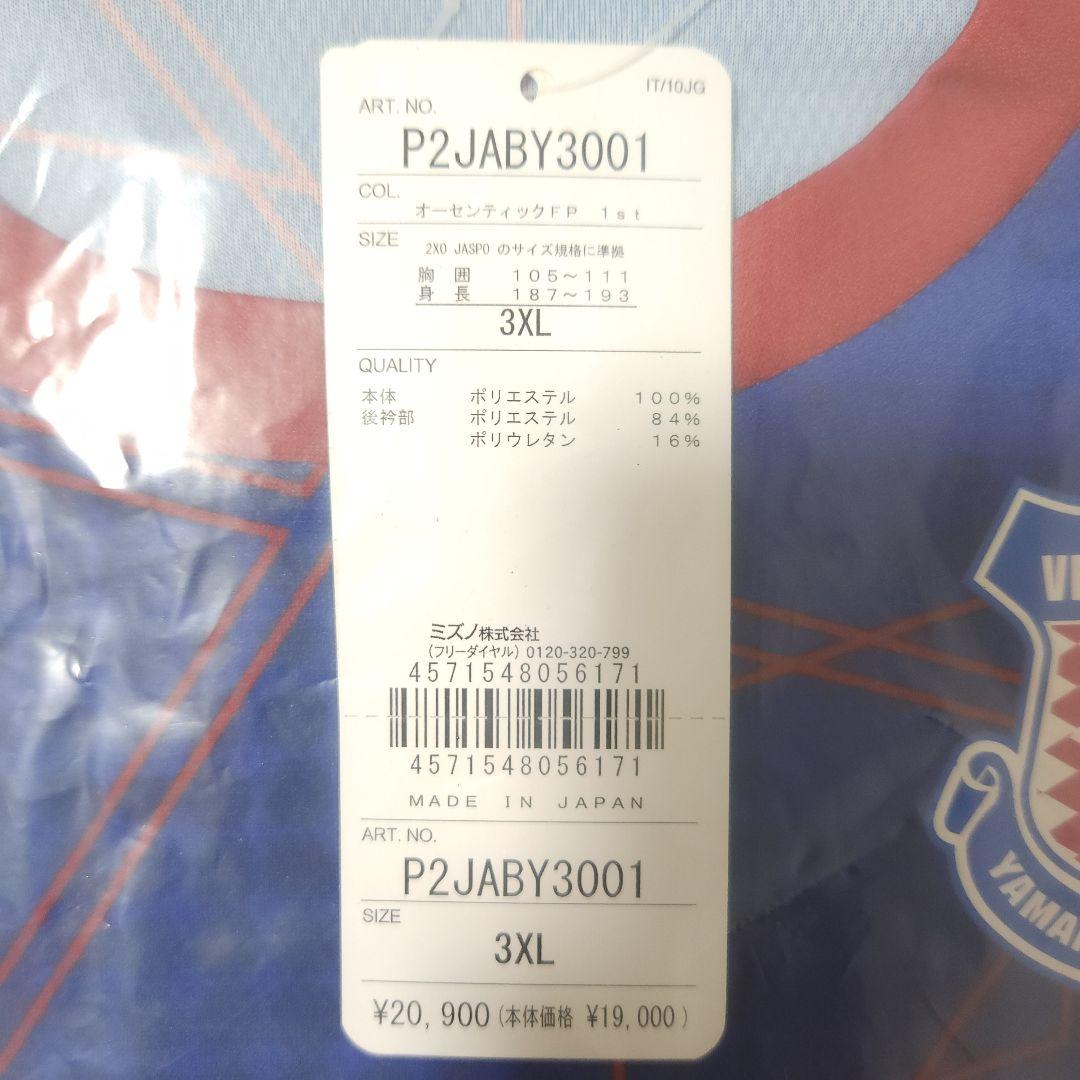 IT/10JG
ART. NO.
P2JABY3001
COL.
オーセンティックＦＰ　１ｓｔ
SIZE
2XO JASPO のサイズ規格に準拠
胸　囲　１０５～１１１
身　長　１８７～１９３
3XL
QUALITY
本体　ポリエステル　１００％
後衿部　ポリエステル　８４％
ポリウレタン　１６％
ミズノ株式会社
（フリーダイヤル）0120-320-799
4571548056171
4571548056171
MADE IN JAPAN
ART. NO.
P2JABY3001
SIZE
3XL
¥20,900（本体価格 ¥19,000）